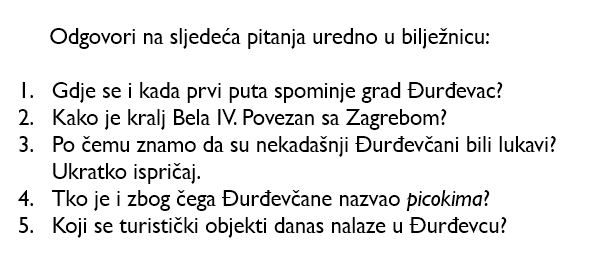 Odgovori na sljedeća pitanja uredno u bilježnicu:
1. Gdje se i kada prvi puta spominje grad Đurđevac?
2. Kako je kralj Bela IV. Povezan sa Zagrebom?
3. Po čemu znamo da su nekadašnji Đurđevčani bili lukavi?
Ukratko ispričaj.
4. Tko je i zbog čega Đurđevčane nazvao picokima?
5. Koji se turistički objekti danas nalaze u Đurđevcu?